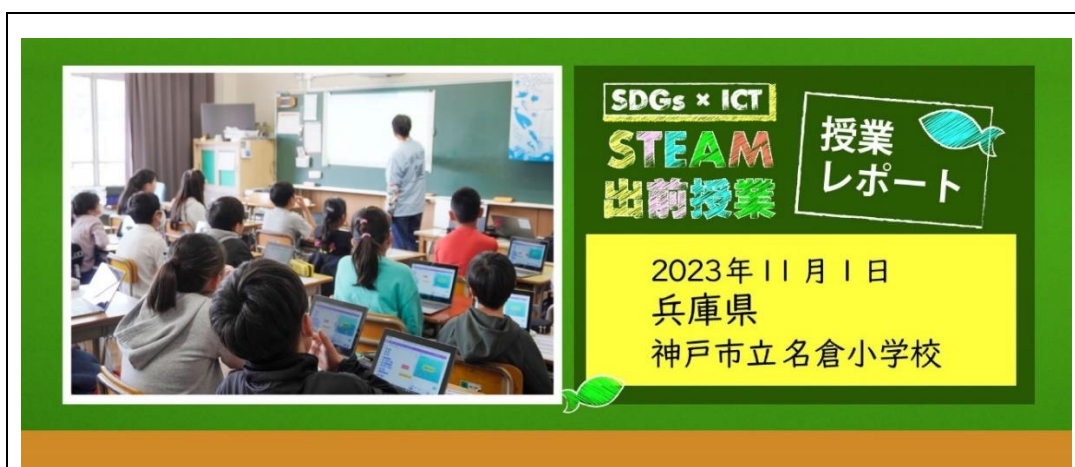 SDGs × ICT
STEAM
出前授業
授業
レポート
2023年11月1日
兵庫県
神戸市立名倉小学校